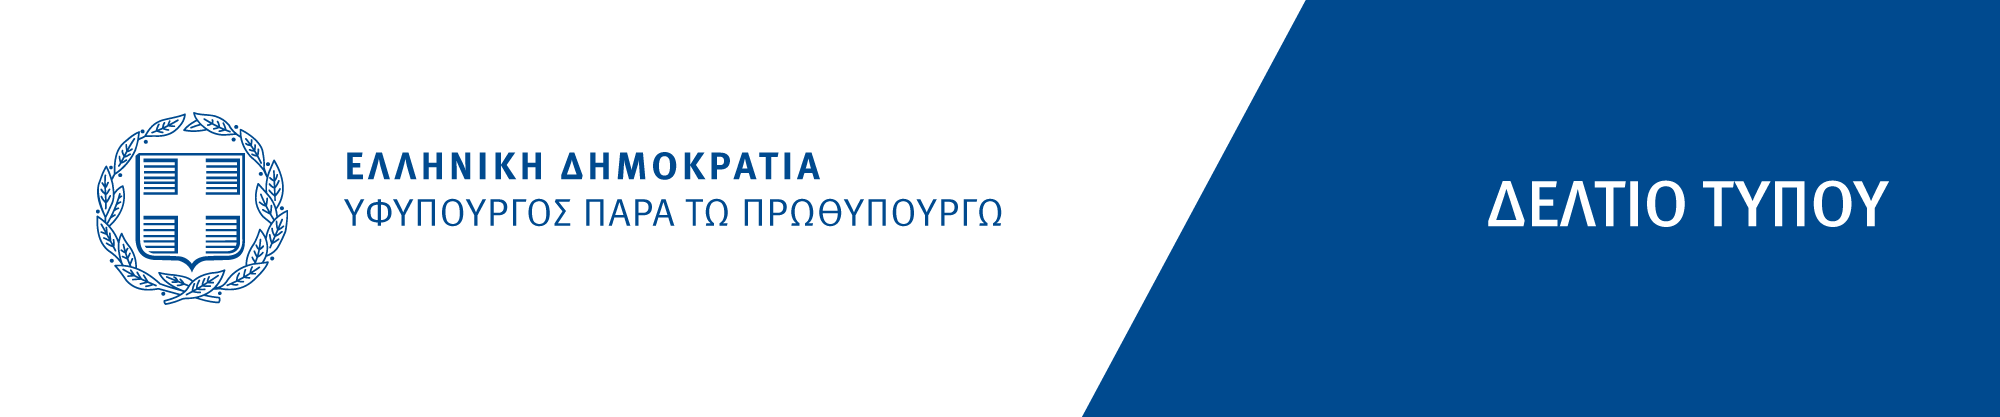 ΕΛΛΗΝΙΚΗ ΔΗΜΟΚΡΑΤΙΑ
ΥΦΥΠΟΥΡΓΟΣ ΠΑΡΑ ΤΩ ΠΡΩΘΥΠΟΥΡΓΩ
ΔΕΛΤΙΟ ΤΥΠΟΥ